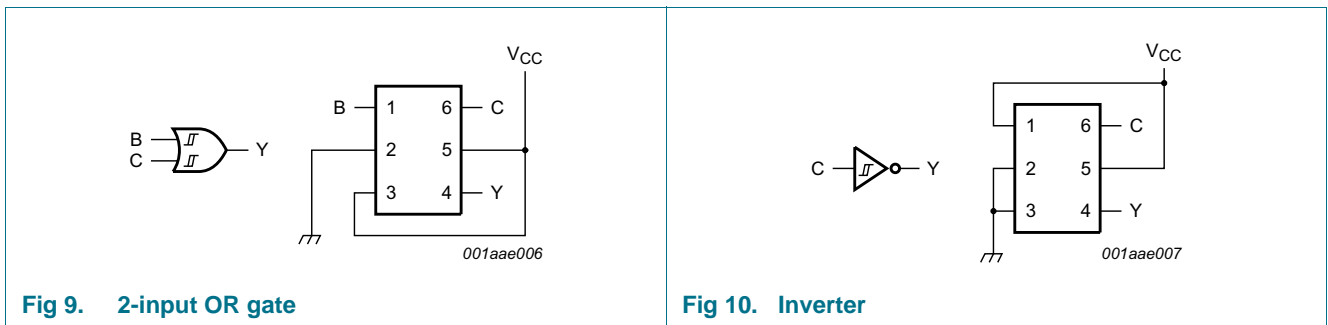 VCC
B 1 6 C
B
C
Y
2 5
3 4 Y
001aae006
Fig 9. 2-input OR gate
VCC
1 6 C
C Y
2 5
3 4 Y
001aae007
Fig 10. Inverter